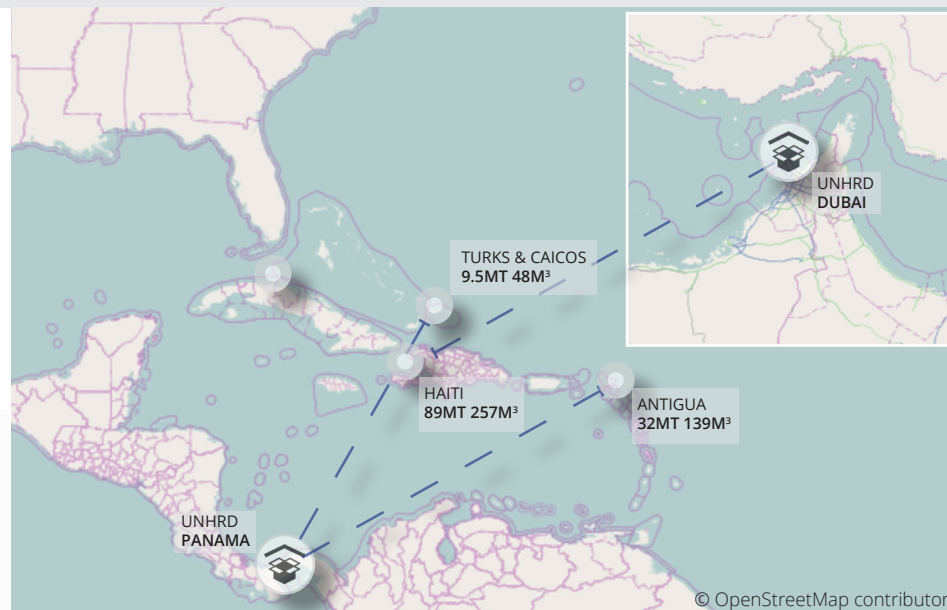 UNHRD
DUBAI
TURKS & CAICOS
9.5MT 48M³
HAITI
89MT 257M³
ANTIGUA
32MT 139M³
UNHRD
PANAMA
© OpenStreetMap contributor